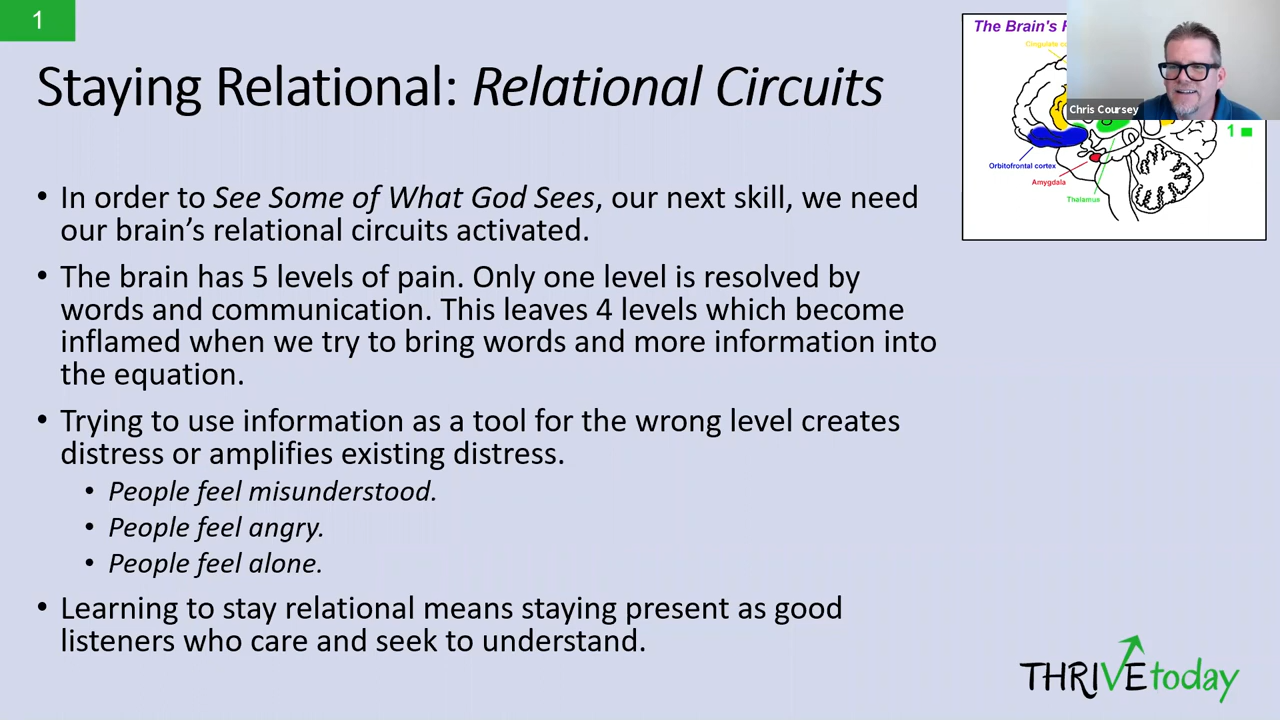 1
Staying Relational: Relational Circuits
• In order to See Some of What God Sees, our next skill, we need
our brain’s relational circuits activated.
• The brain has 5 levels of pain. Only one level is resolved by
words and communication. This leaves 4 levels which become
inflamed when we try to bring words and more information into
the equation.
• Trying to use information as a tool for the wrong level creates
distress or amplifies existing distress.
• People feel misunderstood.
• People feel angry.
• People feel alone.
• Learning to stay relational means staying present as good
listeners who care and seek to understand.
The Brain's
Cingulate
Chris Coursey
1
Orbitofrontal cortex
Amygdala
Thalamus
THRIVEtoday